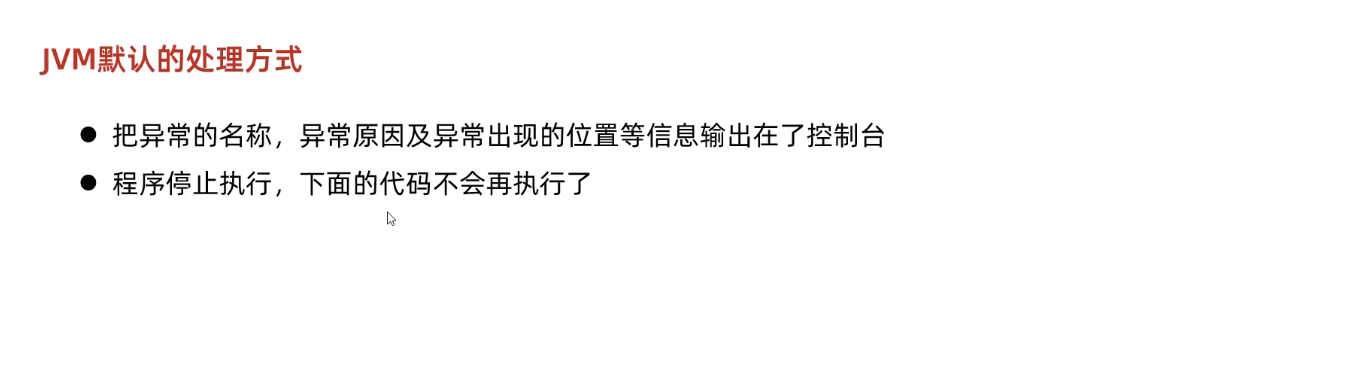 JVM默认的处理方式
● 把异常的名称，异常原因及异常出现的位置等信息输出在了控制台
● 程序停止执行，下面的代码不会再执行了